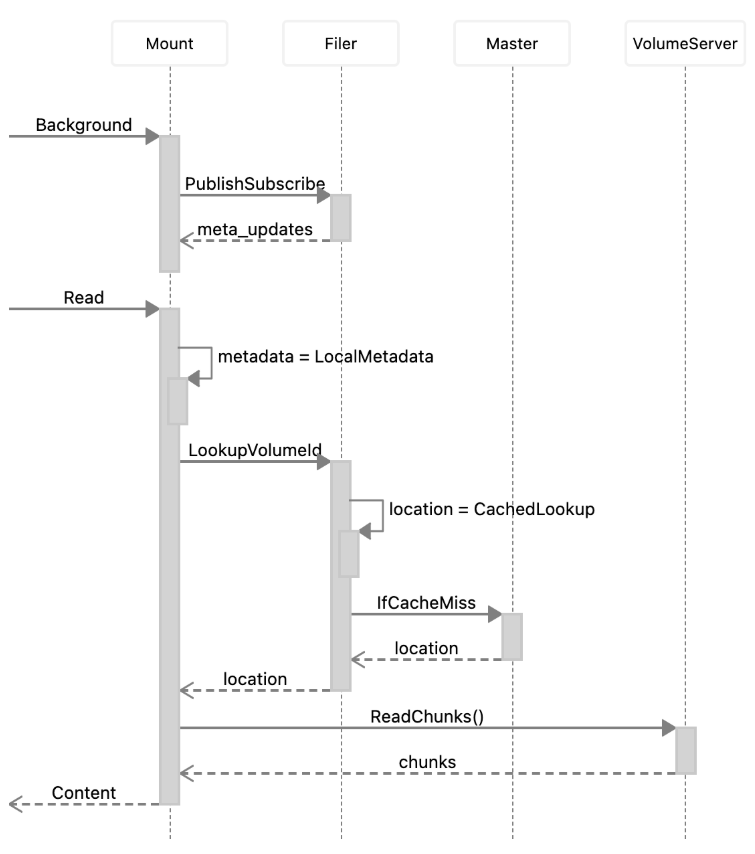 Mount
Filer
Master
VolumeServer
Background
PublishSubscribe
meta_updates
Read
metadata = LocalMetadata
LookupVolumeId
location = CachedLookup
IfCacheMiss
location
location
ReadChunks()
chunks
Content